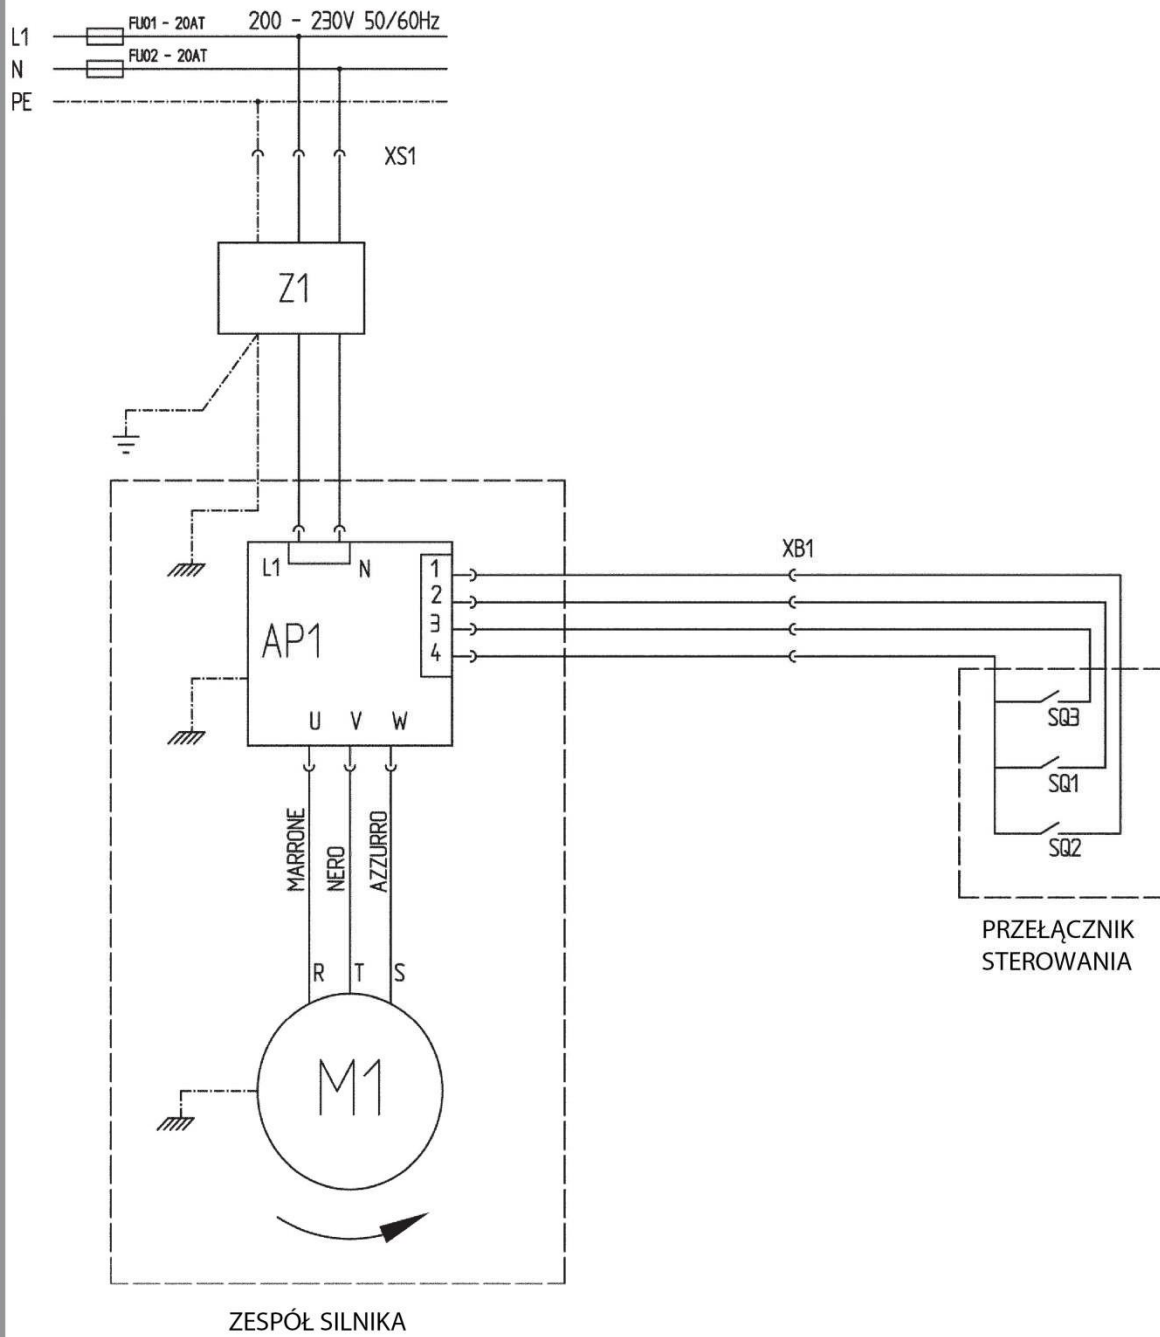 L1
FU01 - 20AT
200 - 230V 50/60Hz
N
FU02 - 20AT
PE
XS1
Z1
XB1
L1
N
1
2
3
4
AP1
U
V
W
SQ3
SQ1
SQ2
MARRONE
NERO
AZZURRO
PRZEŁĄCZNIK
STEROWANIA
R
T
S
M1
ZESPÓŁ SILNIKA